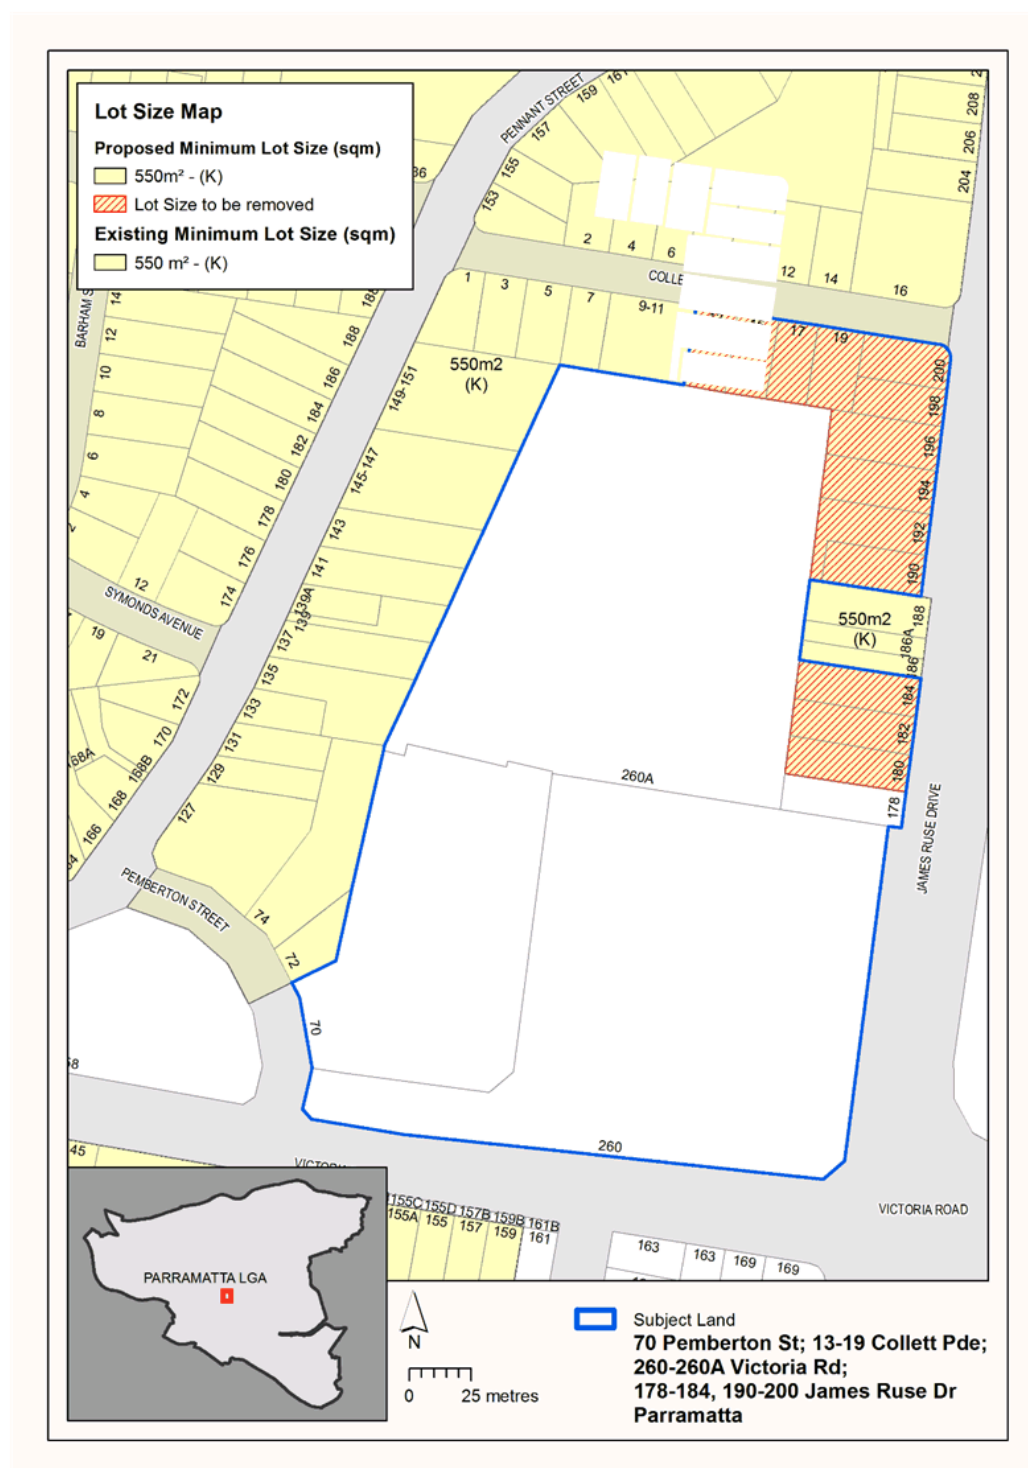 Lot Size Map
Proposed Minimum Lot Size (sqm)
550m² - (K)
Lot Size to be removed
Existing Minimum Lot Size (sqm)
550 m² - (K)
PENNANT STREET
159
157
155
153
36
208
206
204
2
4
6
12
14
16
COLLE
1
3
5
7
9-11
17
19
550m2
(K)
BARHAM S
14
12
10
8
6
4
2
188
186
184
182
180
178
176
174
149-151
145-147
143
141
139A
139
137
135
133
131
129
127
200
198
196
194
192
190
550m2
(K)
188
186A
186
184
182
180
178
12
SYMONDS AVENUE
19
21
172
170
168B
168A
168
166
260A
JAMES RUSE DRIVE
PEMBERTON STREET
74
72
70
260
45
VICTORIA ROAD
155C
155D
157B
159B
161B
155A
155
157
159
161
163
163
169
169
PARRAMATTA LGA
N
0
25 metres
Subject Land
70 Pemberton St; 13-19 Collett Pde;
260-260A Victoria Rd;
178-184, 190-200 James Ruse Dr
Parramatta